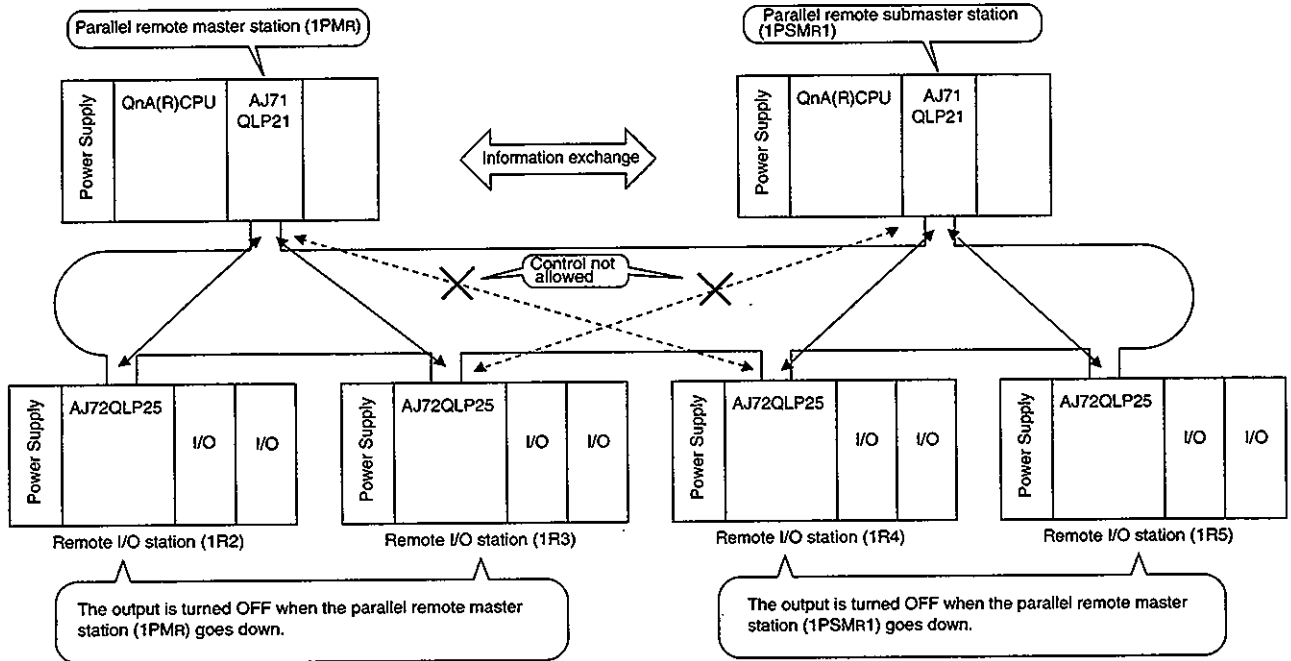 Parallel remote master station (1PMR)
Parallel remote submaster station
(1PSMR1)
Power Supply
QnA(R)CPU
AJ71
QLP21
Information exchange
Power Supply
QnA(R)CPU
AJ71
QLP21
Control not
allowed
Power Supply
AJ72QLP25
I/O
I/O
Power Supply
AJ72QLP25
I/O
I/O
Power Supply
AJ72QLP25
I/O
I/O
Power Supply
AJ72QLP25
I/O
I/O
Remote I/O station (1R2)
Remote I/O station (1R3)
Remote I/O station (1R4)
Remote I/O station (1R5)
The output is turned OFF when the parallel remote master
station (1PMR) goes down.
The output is turned OFF when the parallel remote master
station (1PSMR1) goes down.